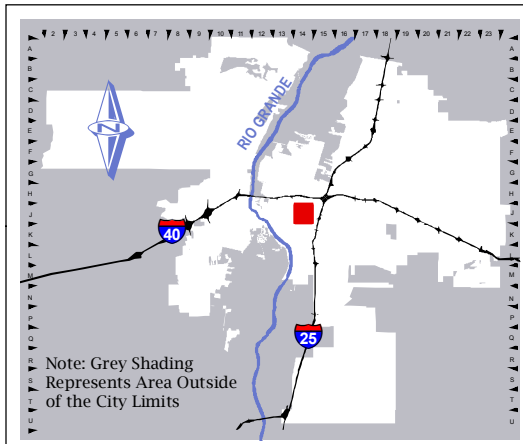 2 3 4 5 6 7 8 9 10 11 12 13 14 15 16 17 18 19 20 21 22 23
A A
B B
C C
D D
E E
F F
G G
H H
J J
K K
L L
M M
N N
P P
Q Q
R R
S S
T T
U U
N
RIO GRANDE
40
25
Note: Grey Shading
Represents Area Outside
of the City Limits